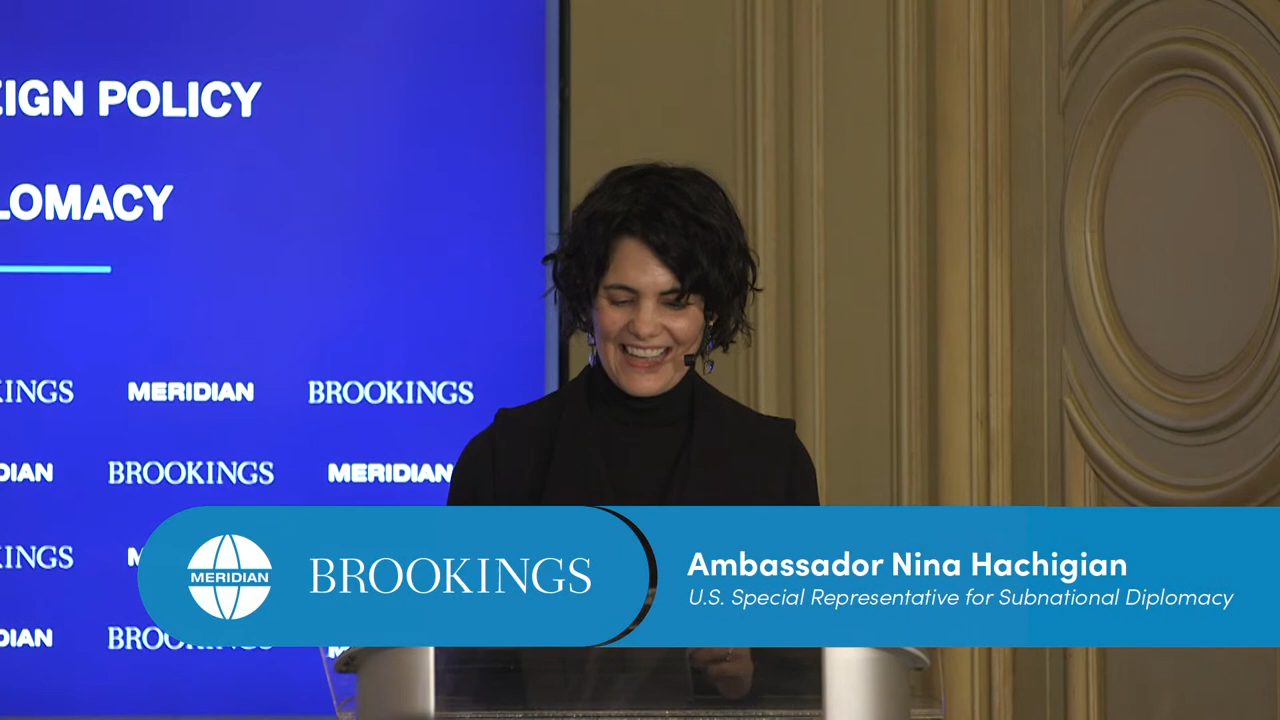 EIGN POLICY
LOMACY
KINGS MERIDIAN BROOKINGS
DIAN BROOKINGS MERIDIAN
KINGS M
DIAN BROOKINGS M
MERIDIAN BROOKINGS
Ambassador Nina Hachigian
U.S. Special Representative for Subnational Diplomacy